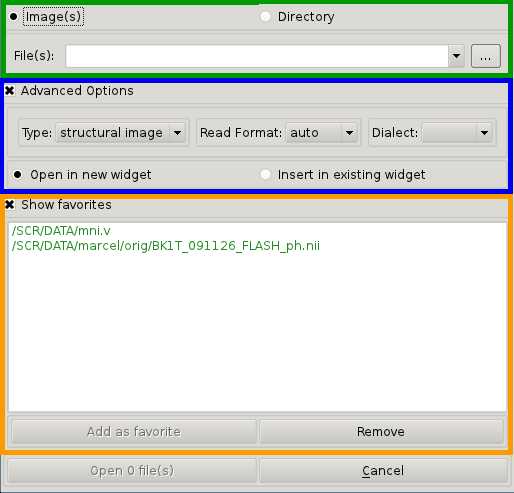 Image(s) Directory
File(s): ...
Advanced Options
Type: structural image Read Format: auto Dialect:
Open in new widget Insert in existing widget
Show favorites
/SCR/DATA/mni.v
/SCR/DATA/marcel/orig/BK1T_091126_FLASH_ph.nii
Add as favorite Remove
Open 0 file(s) Cancel